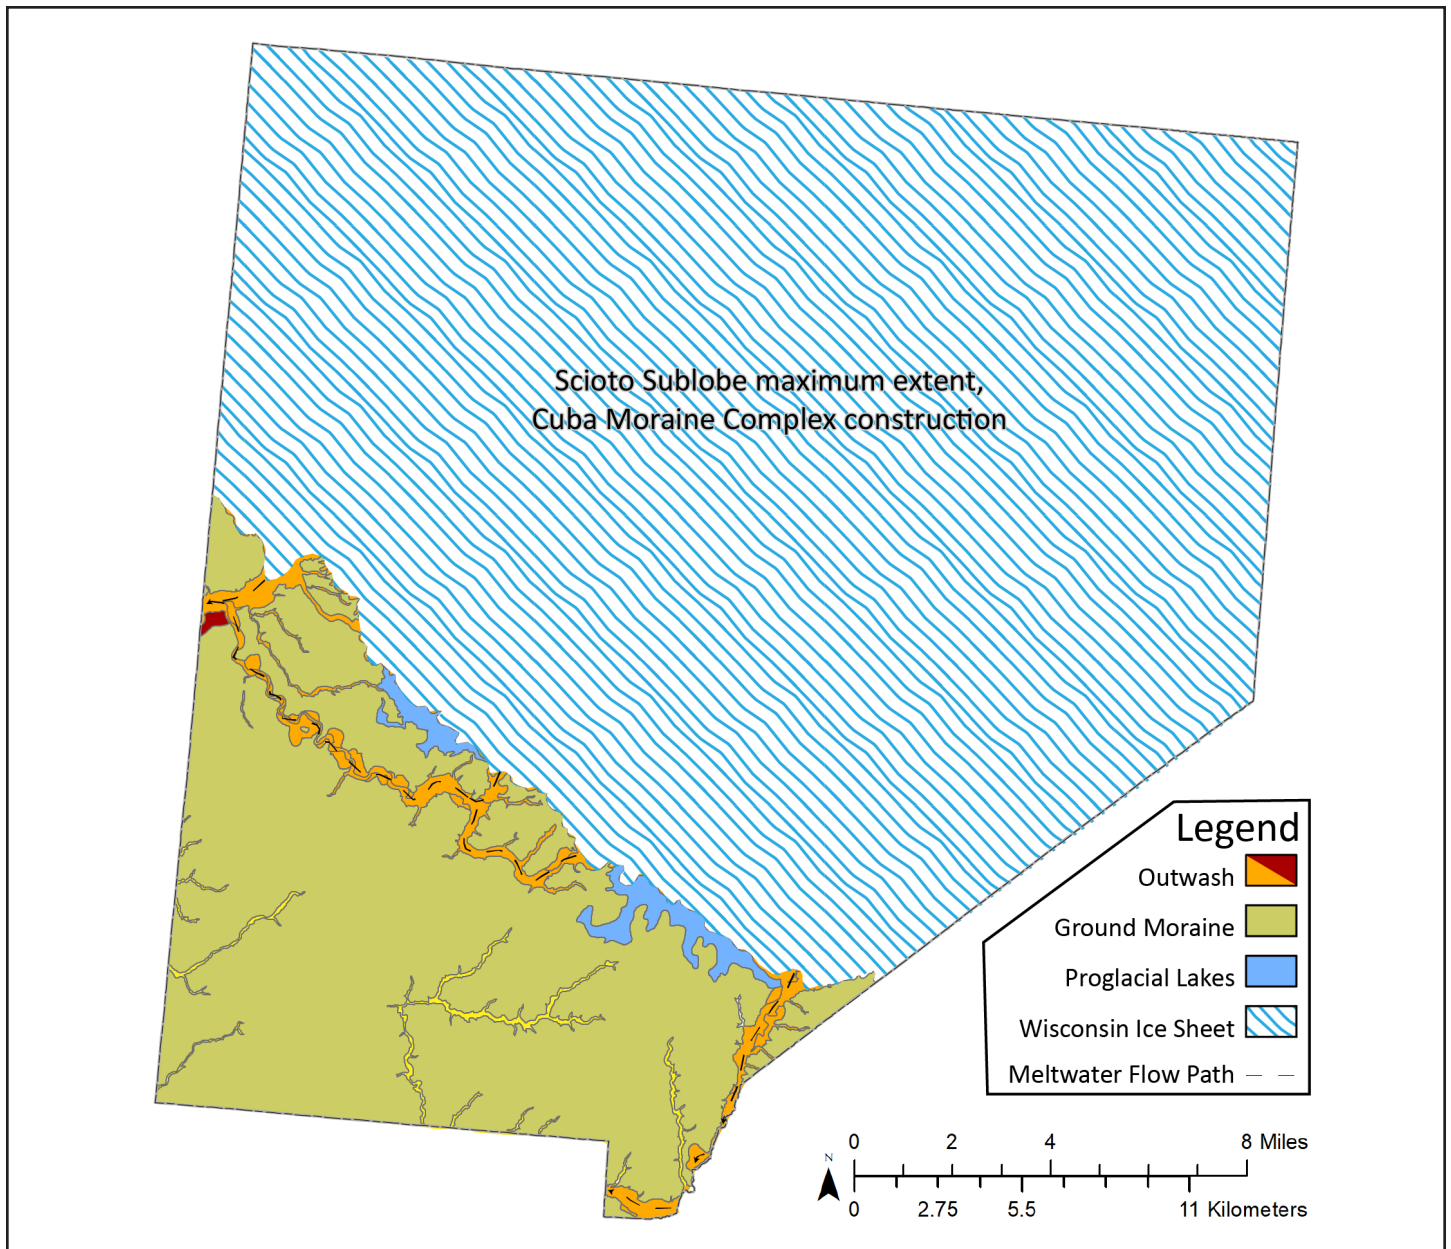 Scioto Sublobe maximum extent,
Cuba Moraine Complex construction
Legend
Outwash
Ground Moraine
Proglacial Lakes
Wisconsin Ice Sheet
Meltwater Flow Path
0 2 4 8 Miles
N
0 2.75 5.5 11 Kilometers